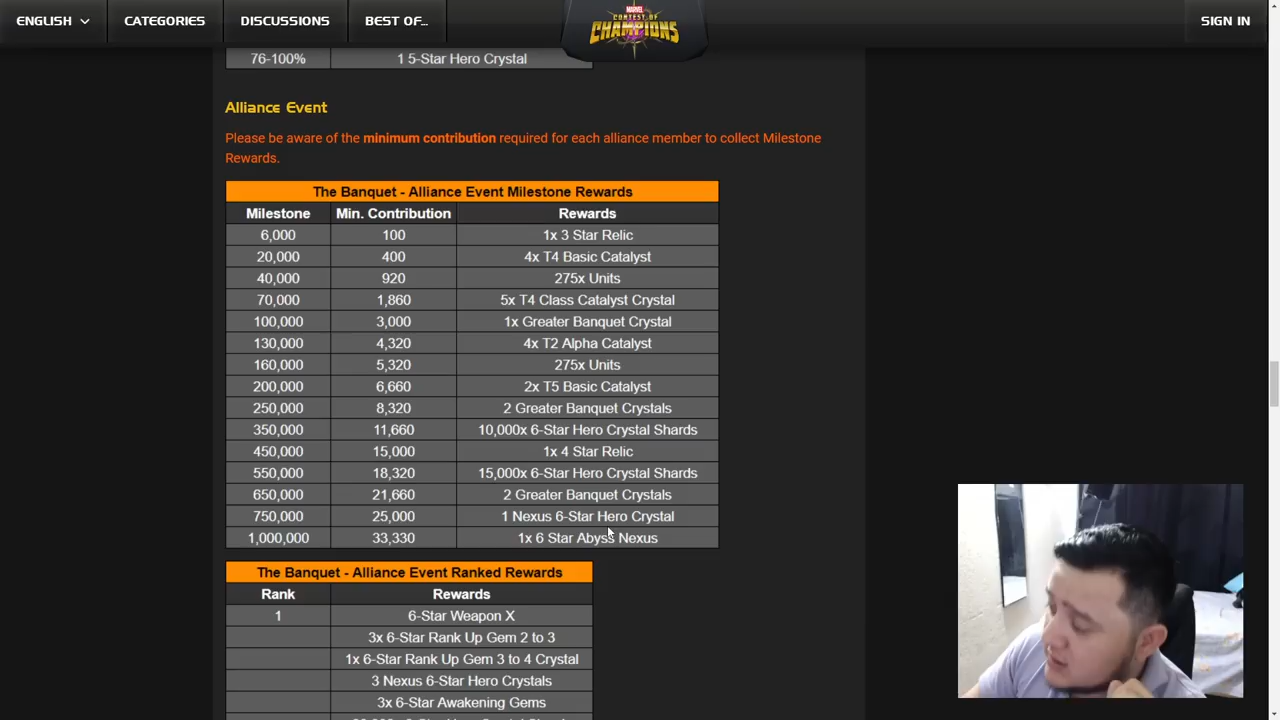 ENGLISH CATEGORIES DISCUSSIONS BEST OF... MARVEL CONTEST OF CHAMPIONS SIGN IN
76-100% 1 5-Star Hero Crystal
Alliance Event
Please be aware of the minimum contribution required for each alliance member to collect Milestone
Rewards.
The Banquet - Alliance Event Milestone Rewards
Milestone Min. Contribution Rewards
6,000 100 1x 3 Star Relic
20,000 400 4x T4 Basic Catalyst
40,000 920 275x Units
70,000 1,860 5x T4 Class Catalyst Crystal
100,000 3,000 1x Greater Banquet Crystal
130,000 4,320 4x T2 Alpha Catalyst
160,000 5,320 275x Units
200,000 6,660 2x T5 Basic Catalyst
250,000 8,320 2 Greater Banquet Crystals
350,000 11,660 10,000x 6-Star Hero Crystal Shards
450,000 15,000 1x 4 Star Relic
550,000 18,320 15,000x 6-Star Hero Crystal Shards
650,000 21,660 2 Greater Banquet Crystals
750,000 25,000 1 Nexus 6-Star Hero Crystal
1,000,000 33,330 1x 6 Star Abyss Nexus
The Banquet - Alliance Event Ranked Rewards
Rank Rewards
1 6-Star Weapon X
3x 6-Star Rank Up Gem 2 to 3
1x 6-Star Rank Up Gem 3 to 4 Crystal
3 Nexus 6-Star Hero Crystals
3x 6-Star Awakening Gems